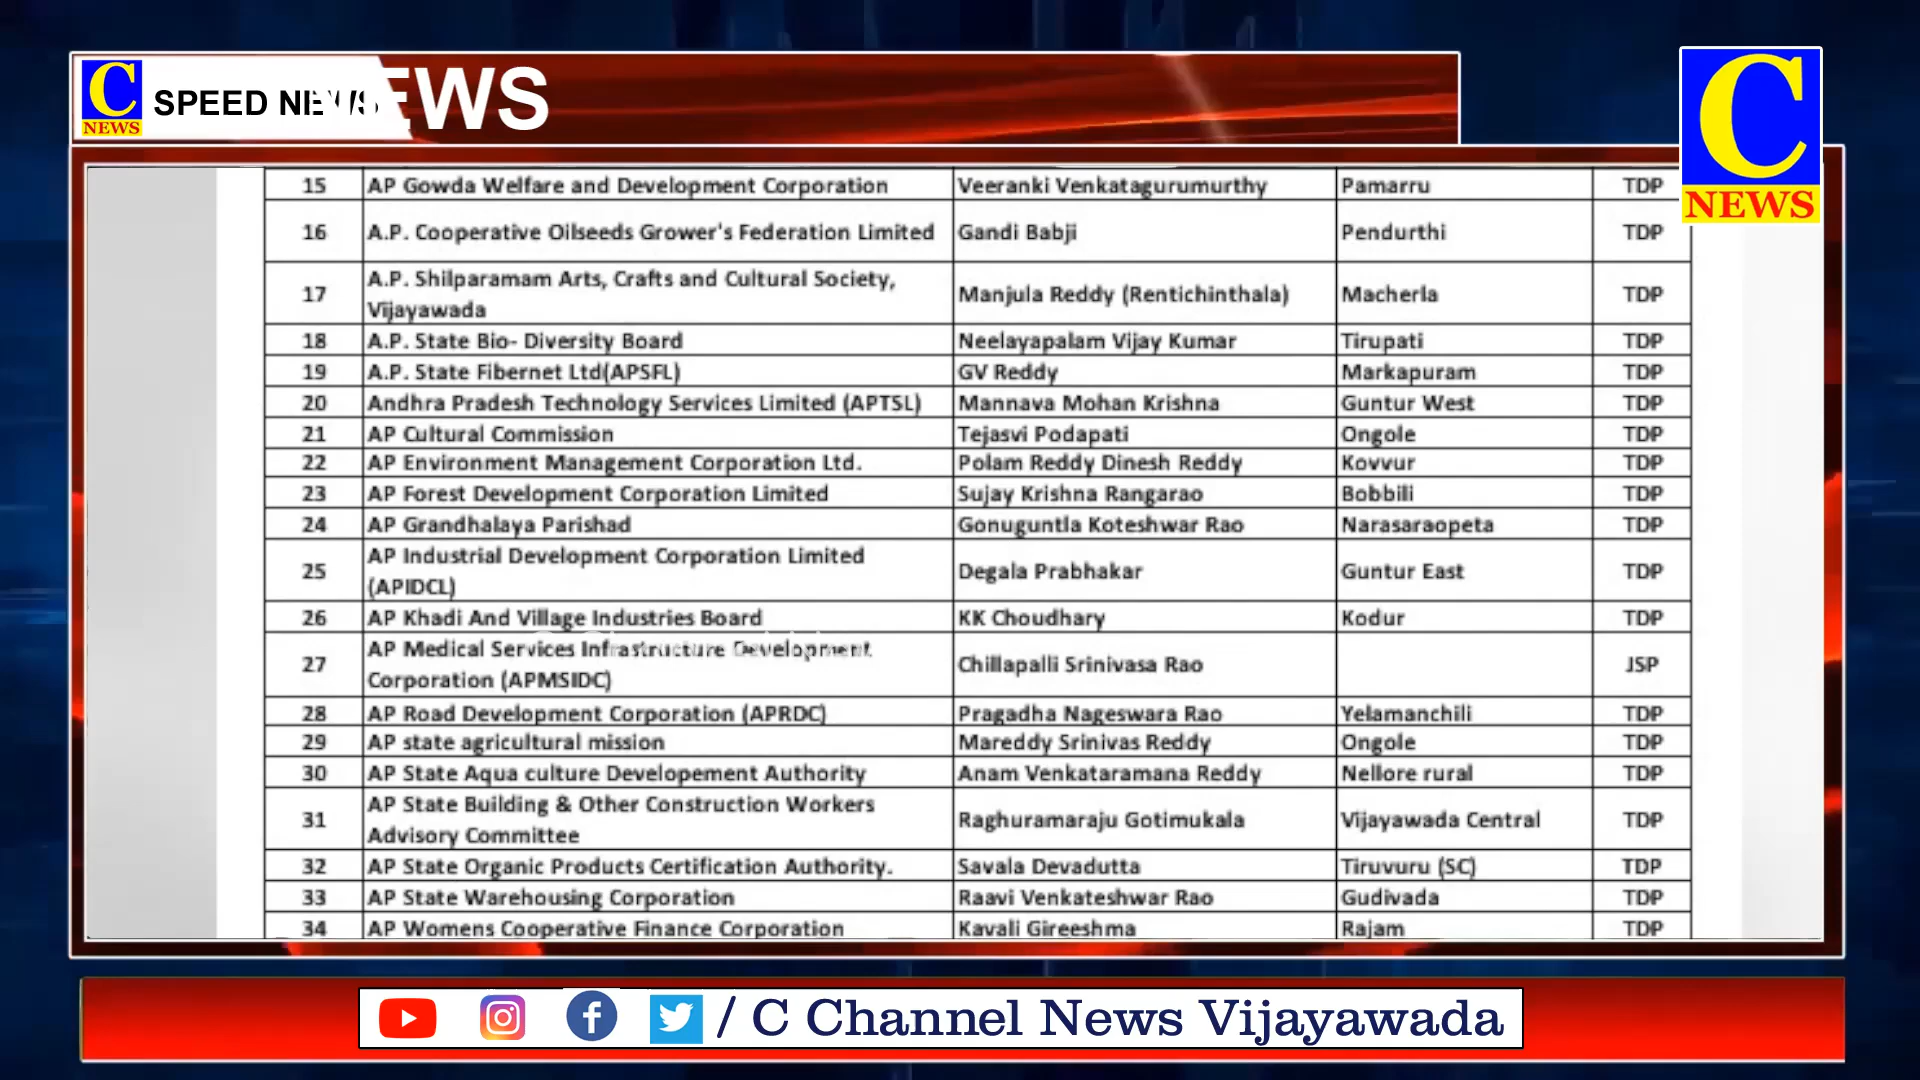 C
NEWS
SPEED NEWS
NEWS
C
NEWS
15 AP Gowda Welfare and Development Corporation Veeranki Venkatagurumurthy Pamarru TDP
16 A.P. Cooperative Oilseeds Grower's Federation Limited Gandi Babji Pendurthi TDP
17 A.P. Shilparamam Arts, Crafts and Cultural Society,
Vijayawada Manjula Reddy (Rentichinthala) Macherla TDP
18 A.P. State Bio- Diversity Board Neelayapalam Vijay Kumar Tirupati TDP
19 A.P. State Fibernet Ltd(APSFL) GV Reddy Markapuram TDP
20 Andhra Pradesh Technology Services Limited (APTSL) Mannava Mohan Krishna Guntur West TDP
21 AP Cultural Commission Tejasvi Podapati Ongole TDP
22 AP Environment Management Corporation Ltd. Polam Reddy Dinesh Reddy Kovvur TDP
23 AP Forest Development Corporation Limited Sujay Krishna Rangarao Bobbili TDP
24 AP Grandhalaya Parishad Gonuguntla Koteshwar Rao Narasaraopeta TDP
25 AP Industrial Development Corporation Limited
(APIDCL) Degala Prabhakar Guntur East TDP
26 AP Khadi And Village Industries Board KK Choudhary Kodur TDP
27 AP Medical Services Infrastructure Development
Corporation (APMSIDC) Chillapalli Srinivasa Rao JSP
28 AP Road Development Corporation (APRDC) Pragadha Nageswara Rao Yelamanchili TDP
29 AP state agricultural mission Mareddy Srinivas Reddy Ongole TDP
30 AP State Aqua culture Developement Authority Anam Venkataramana Reddy Nellore rural TDP
31 AP State Building & Other Construction Workers
Advisory Committee Raghuramaraju Gotimukala Vijayawada Central TDP
32 AP State Organic Products Certification Authority. Savala Devadutta Tiruvuru (SC) TDP
33 AP State Warehousing Corporation Raavi Venkateshwar Rao Gudivada TDP
34 AP Womens Cooperative Finance Corporation Kavali Gireeshma Rajam TDP
/ C Channel News Vijayawada